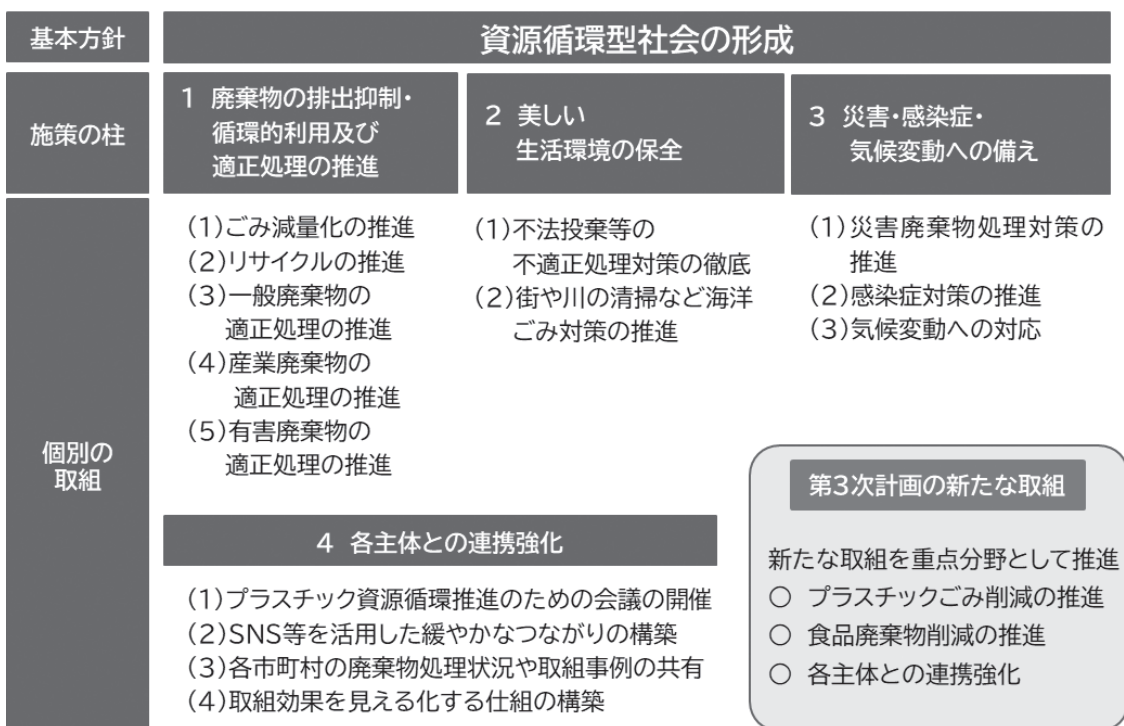 基本方針
資源循環型社会の形成
施策の柱
1 廃棄物の排出抑制・
循環的利用及び
適正処理の推進
2 美しい
生活環境の保全
3 災害・感染症・
気候変動への備え
個別の
取組
(1)ごみ減量化の推進
(2)リサイクルの推進
(3)一般廃棄物の
適正処理の推進
(4)産業廃棄物の
適正処理の推進
(5)有害廃棄物の
適正処理の推進
(1)不法投棄等の
不適正処理対策の徹底
(2)街や川の清掃など海洋
ごみ対策の推進
(1)災害廃棄物処理対策の
推進
(2)感染症対策の推進
(3)気候変動への対応
4 各主体との連携強化
(1)プラスチック資源循環推進のための会議の開催
(2)SNS等を活用した緩やかなつながりの構築
(3)各市町村の廃棄物処理状況や取組事例の共有
(4)取組効果を見える化する仕組の構築
第3次計画の新たな取組
新たな取組を重点分野として推進
○ プラスチックごみ削減の推進
○ 食品廃棄物削減の推進
○ 各主体との連携強化